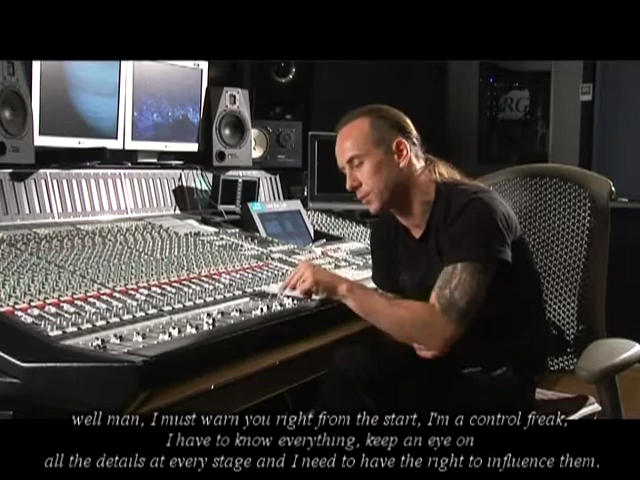 RG
well man, I must warn you right from the start, I'm a control freak,
I have to know everything, keep an eye on
all the details at every stage and I need to have the right to influence them.